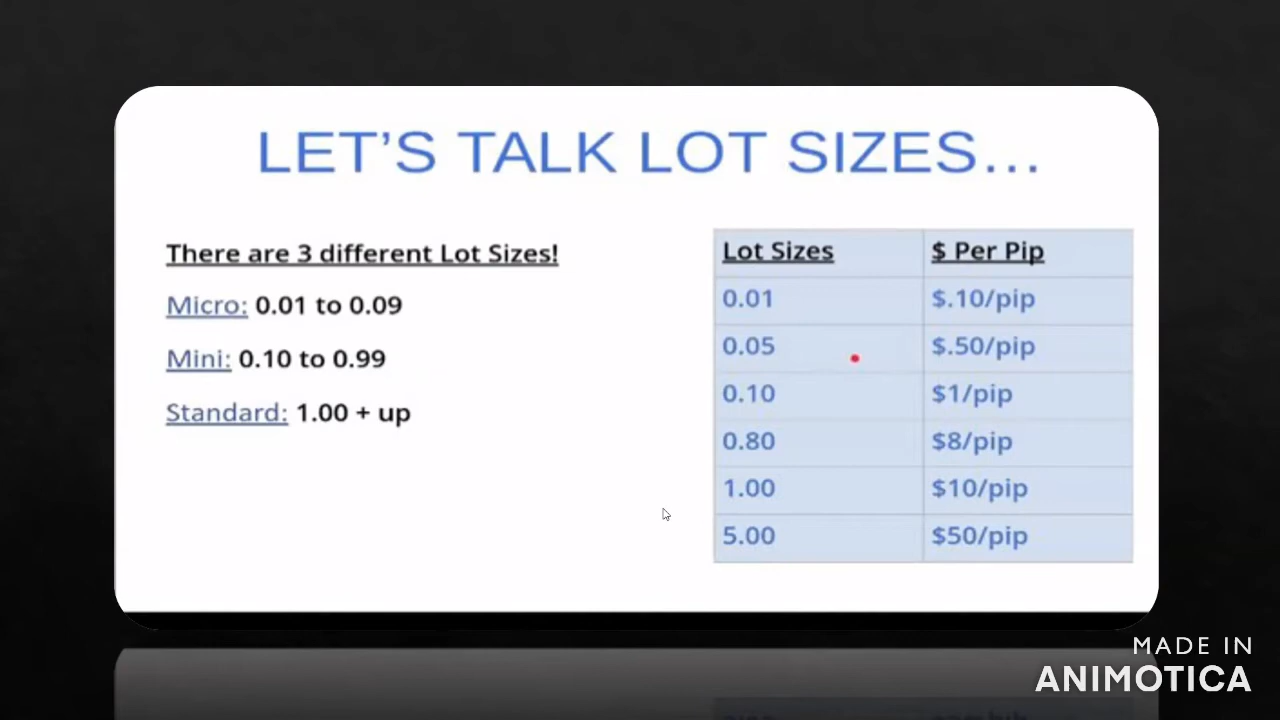 LET'S TALK LOT SIZES...
There are 3 different Lot Sizes!
Micro: 0.01 to 0.09
Mini: 0.10 to 0.99
Standard: 1.00 + up
Lot Sizes $ Per Pip
0.01 $.10/pip
0.05 $.50/pip
0.10 $1/pip
0.80 $8/pip
1.00 $10/pip
5.00 $50/pip
MADE IN
ANIMOTICA